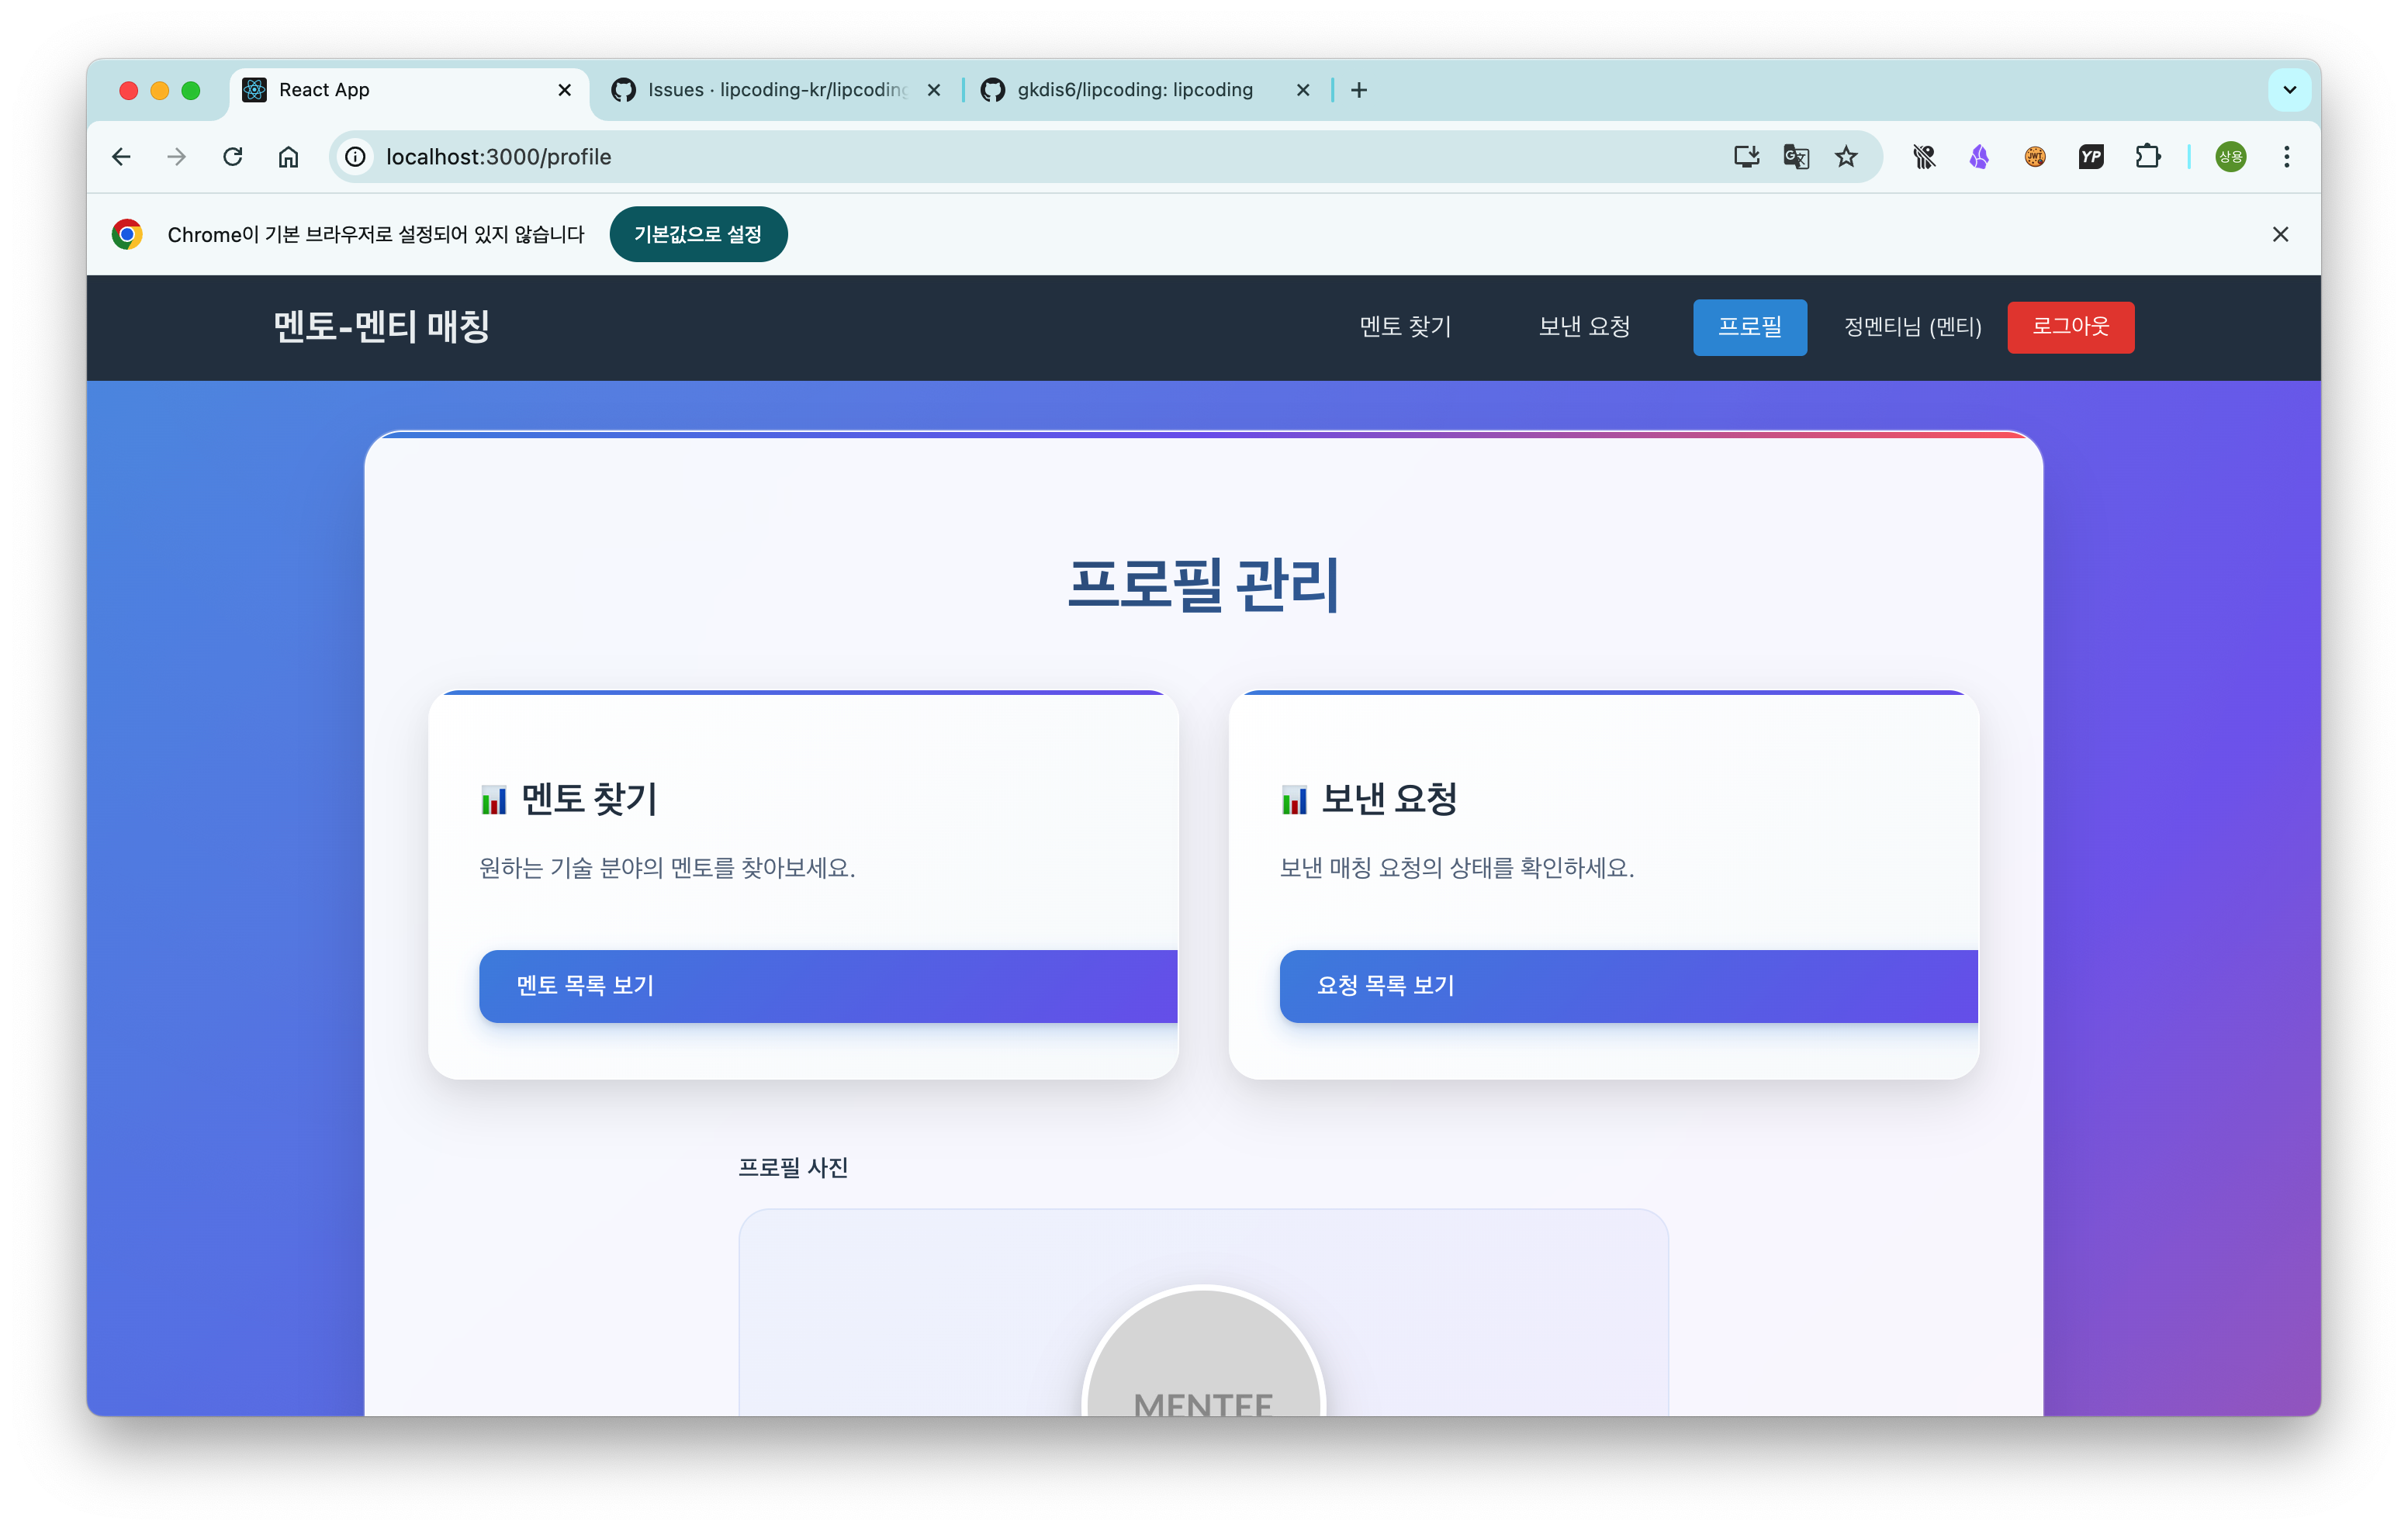 React App
Issues · lipcoding-kr/lipcoding
gkdis6/lipcoding: lipcoding
localhost:3000/profile
JWT
YP
상용
Chrome이 기본 브라우저로 설정되어 있지 않습니다
기본값으로 설정
멘토-멘티 매칭
멘토 찾기
보낸 요청
프로필
정멘티님 (멘티)
로그아웃
프로필 관리
멘토 찾기
원하는 기술 분야의 멘토를 찾아보세요.
멘토 목록 보기
보낸 요청
보낸 매칭 요청의 상태를 확인하세요.
요청 목록 보기
프로필 사진
MENTEE